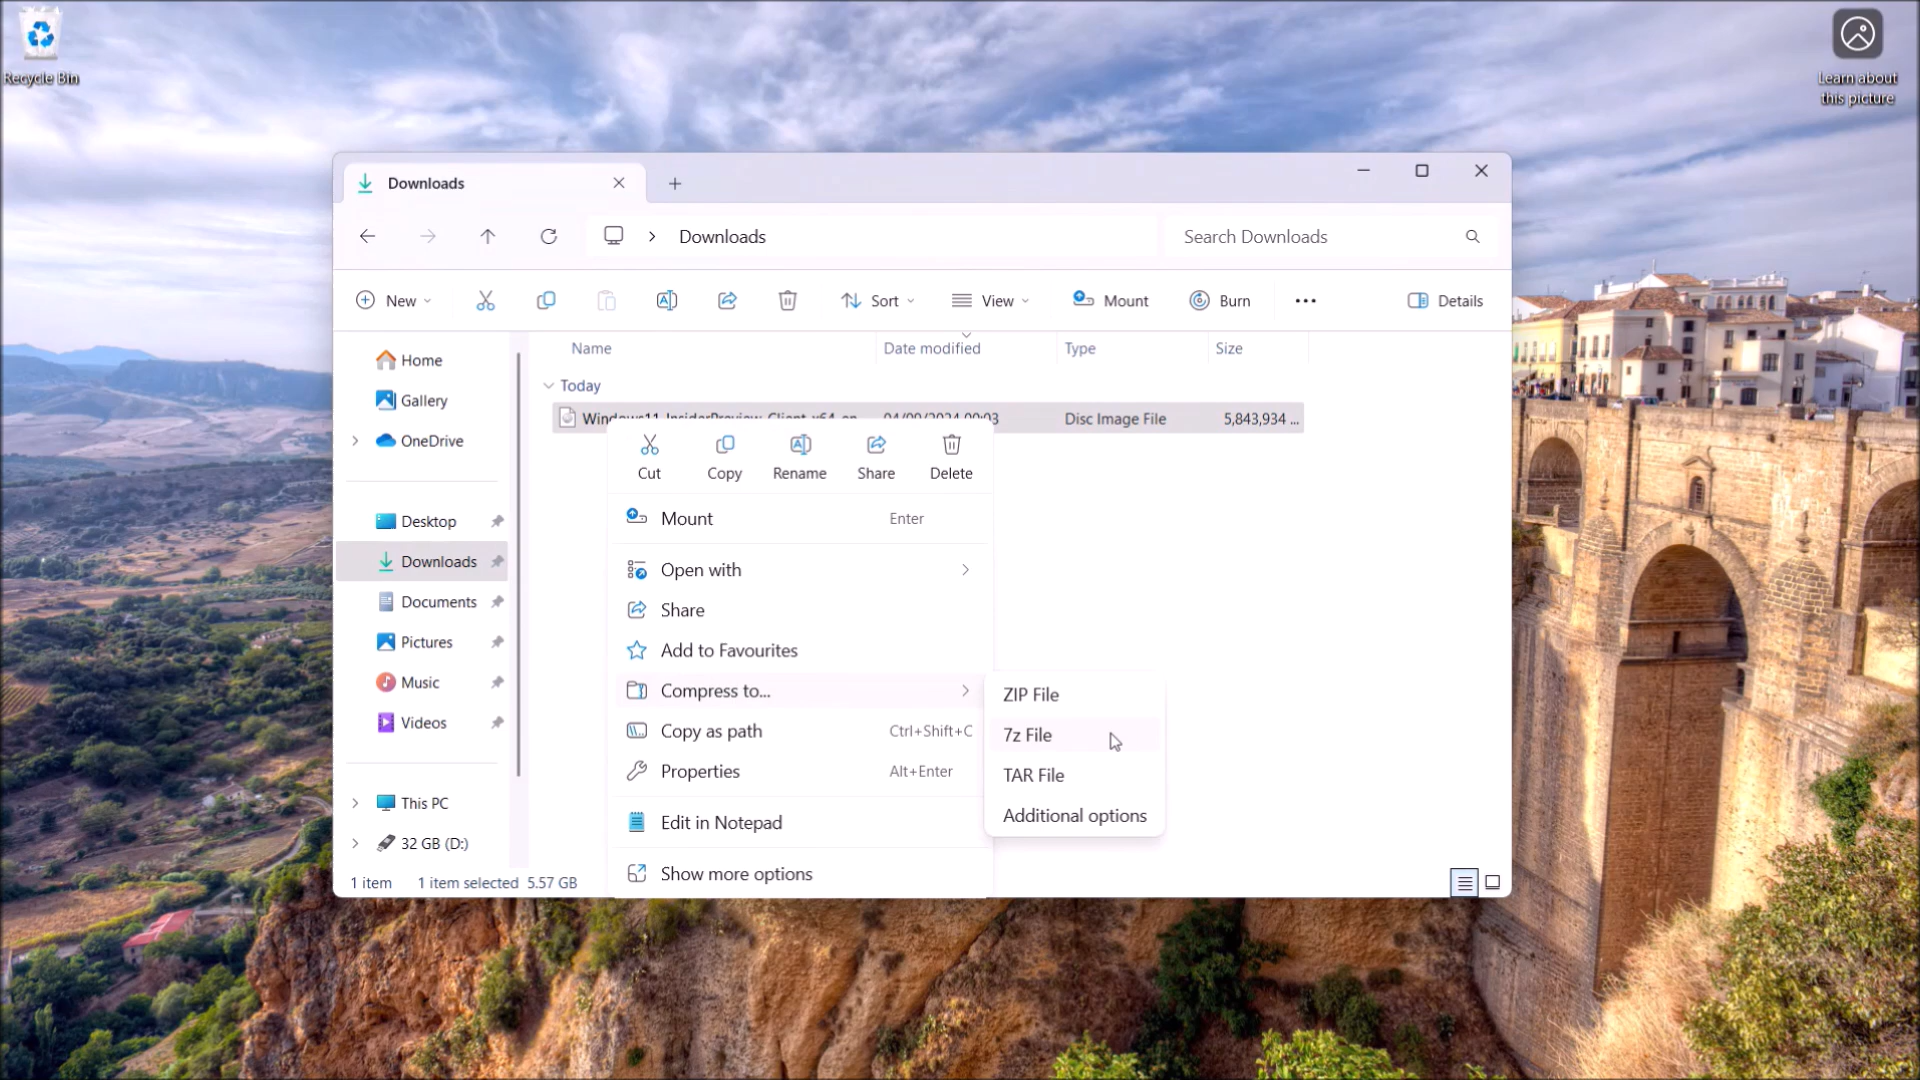 Recycle Bin
Learn about
this picture
Downloads
Downloads
Search Downloads
New
Sort
View
Mount
Burn
Details
Name
Date modified
Type
Size
Home
Gallery
OneDrive
Desktop
Downloads
Documents
Pictures
Music
Videos
This PC
32 GB (D:)
Today
Windows11_InsiderPreview_Client_x64_en 04/09/2024 00:03 Disc Image File 5,843,934 ...
Cut
Copy
Rename
Share
Delete
Mount Enter
Open with
Share
Add to Favourites
Compress to...
Copy as path Ctrl+Shift+C
Properties Alt+Enter
Edit in Notepad
Show more options
ZIP File
7z File
TAR File
Additional options
1 item 1 item selected 5.57 GB